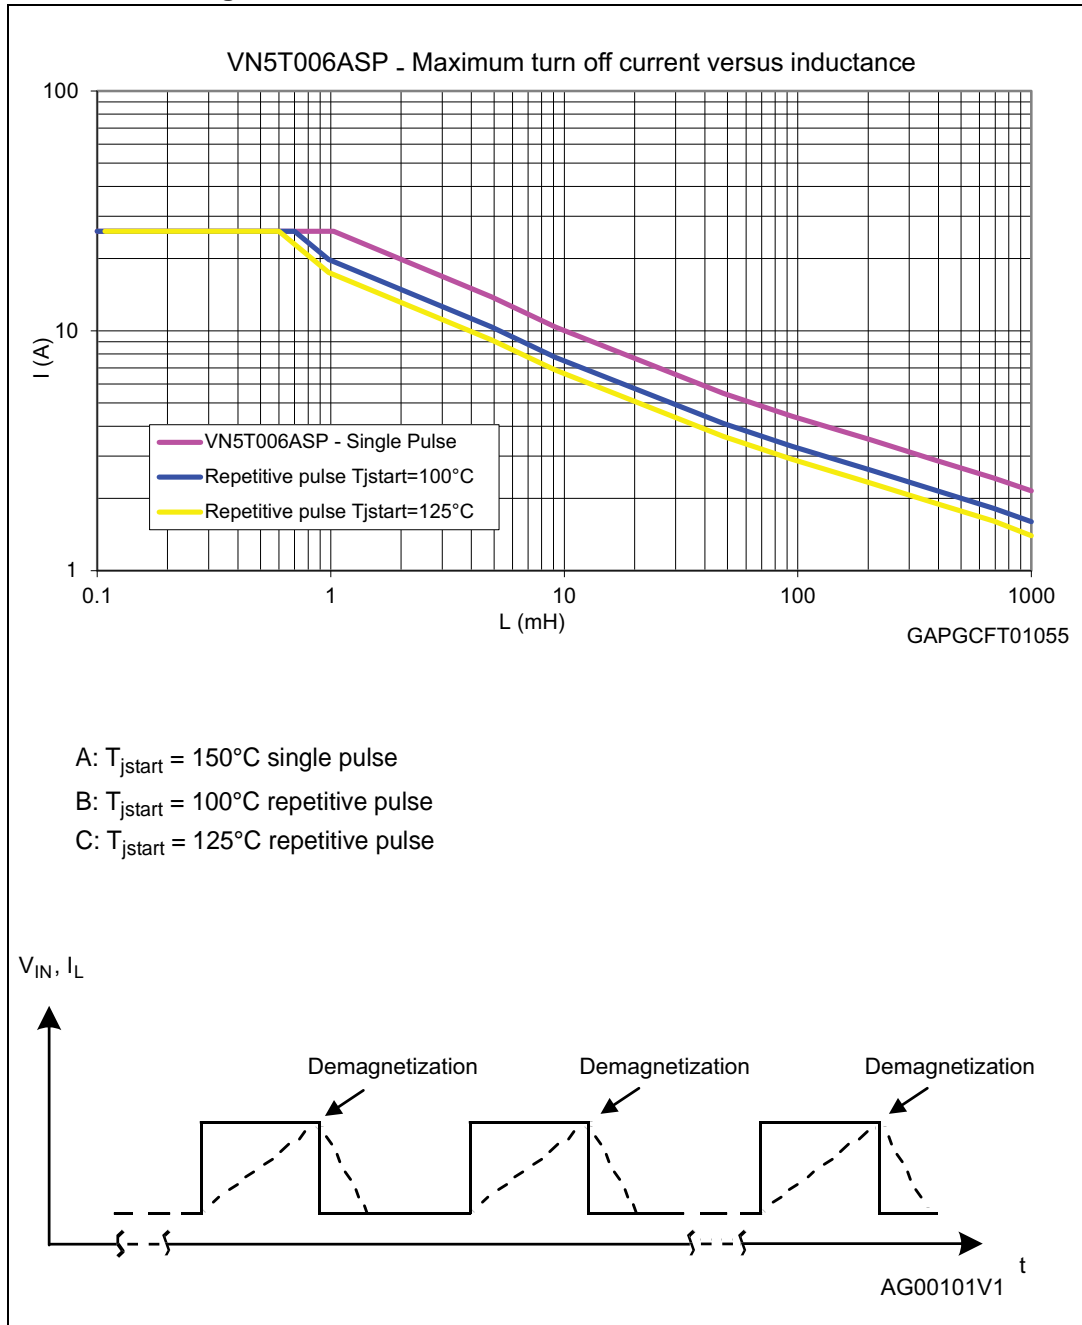 VN5T006ASP - Maximum turn off current versus inductance
100
10
1
I (A)
VN5T006ASP - Single Pulse
Repetitive pulse Tjstart=100°C
Repetitive pulse Tjstart=125°C
0.1 1 10 100 1000
L (mH)
GAPGCFT01055
A: Tjstart = 150°C single pulse
B: Tjstart = 100°C repetitive pulse
C: Tjstart = 125°C repetitive pulse
VIN, IL
Demagnetization Demagnetization Demagnetization
t
AG00101V1